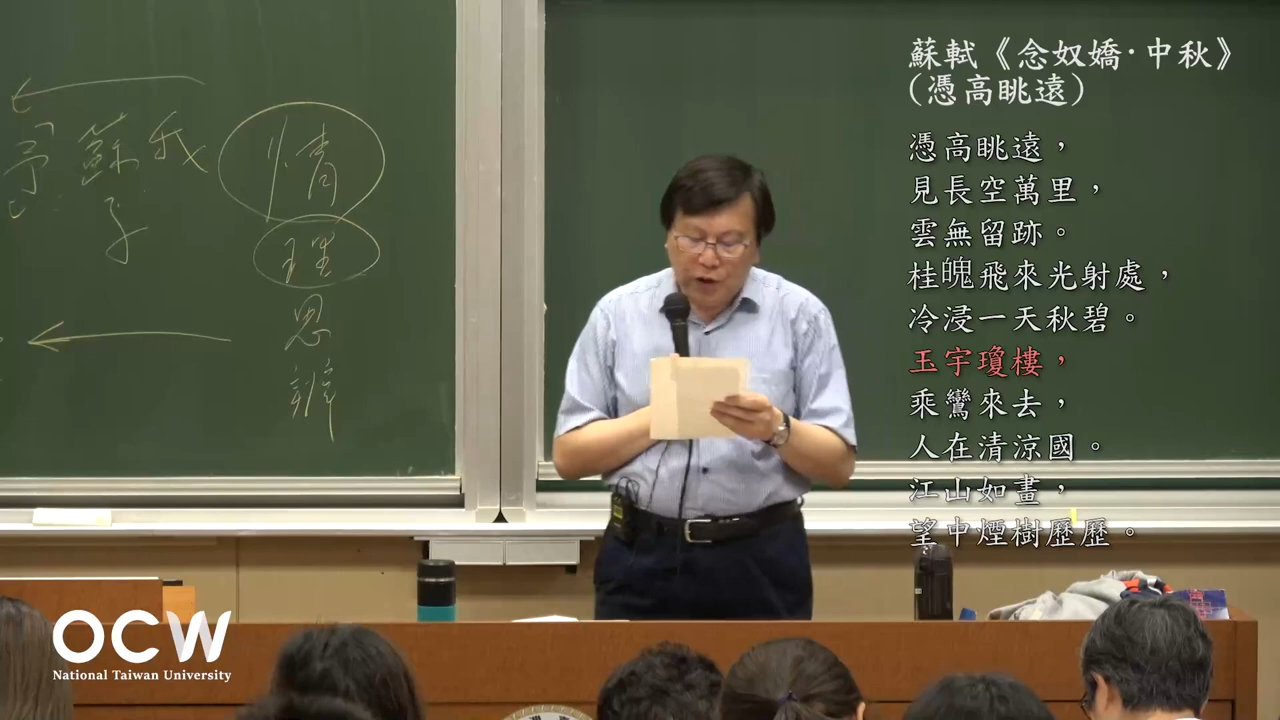 蘇軾《念奴嬌·中秋》
(憑高眺遠)
憑高眺遠，
見長空萬里，
雲無留跡。
桂魄飛來光射處，
冷浸一天秋碧。
玉宇瓊樓，
乘鸞來去，
人在清涼國。
江山如畫，
望中煙樹歷歷。
情
理
思
辨
我
蘇
子
予
OCW
National Taiwan University